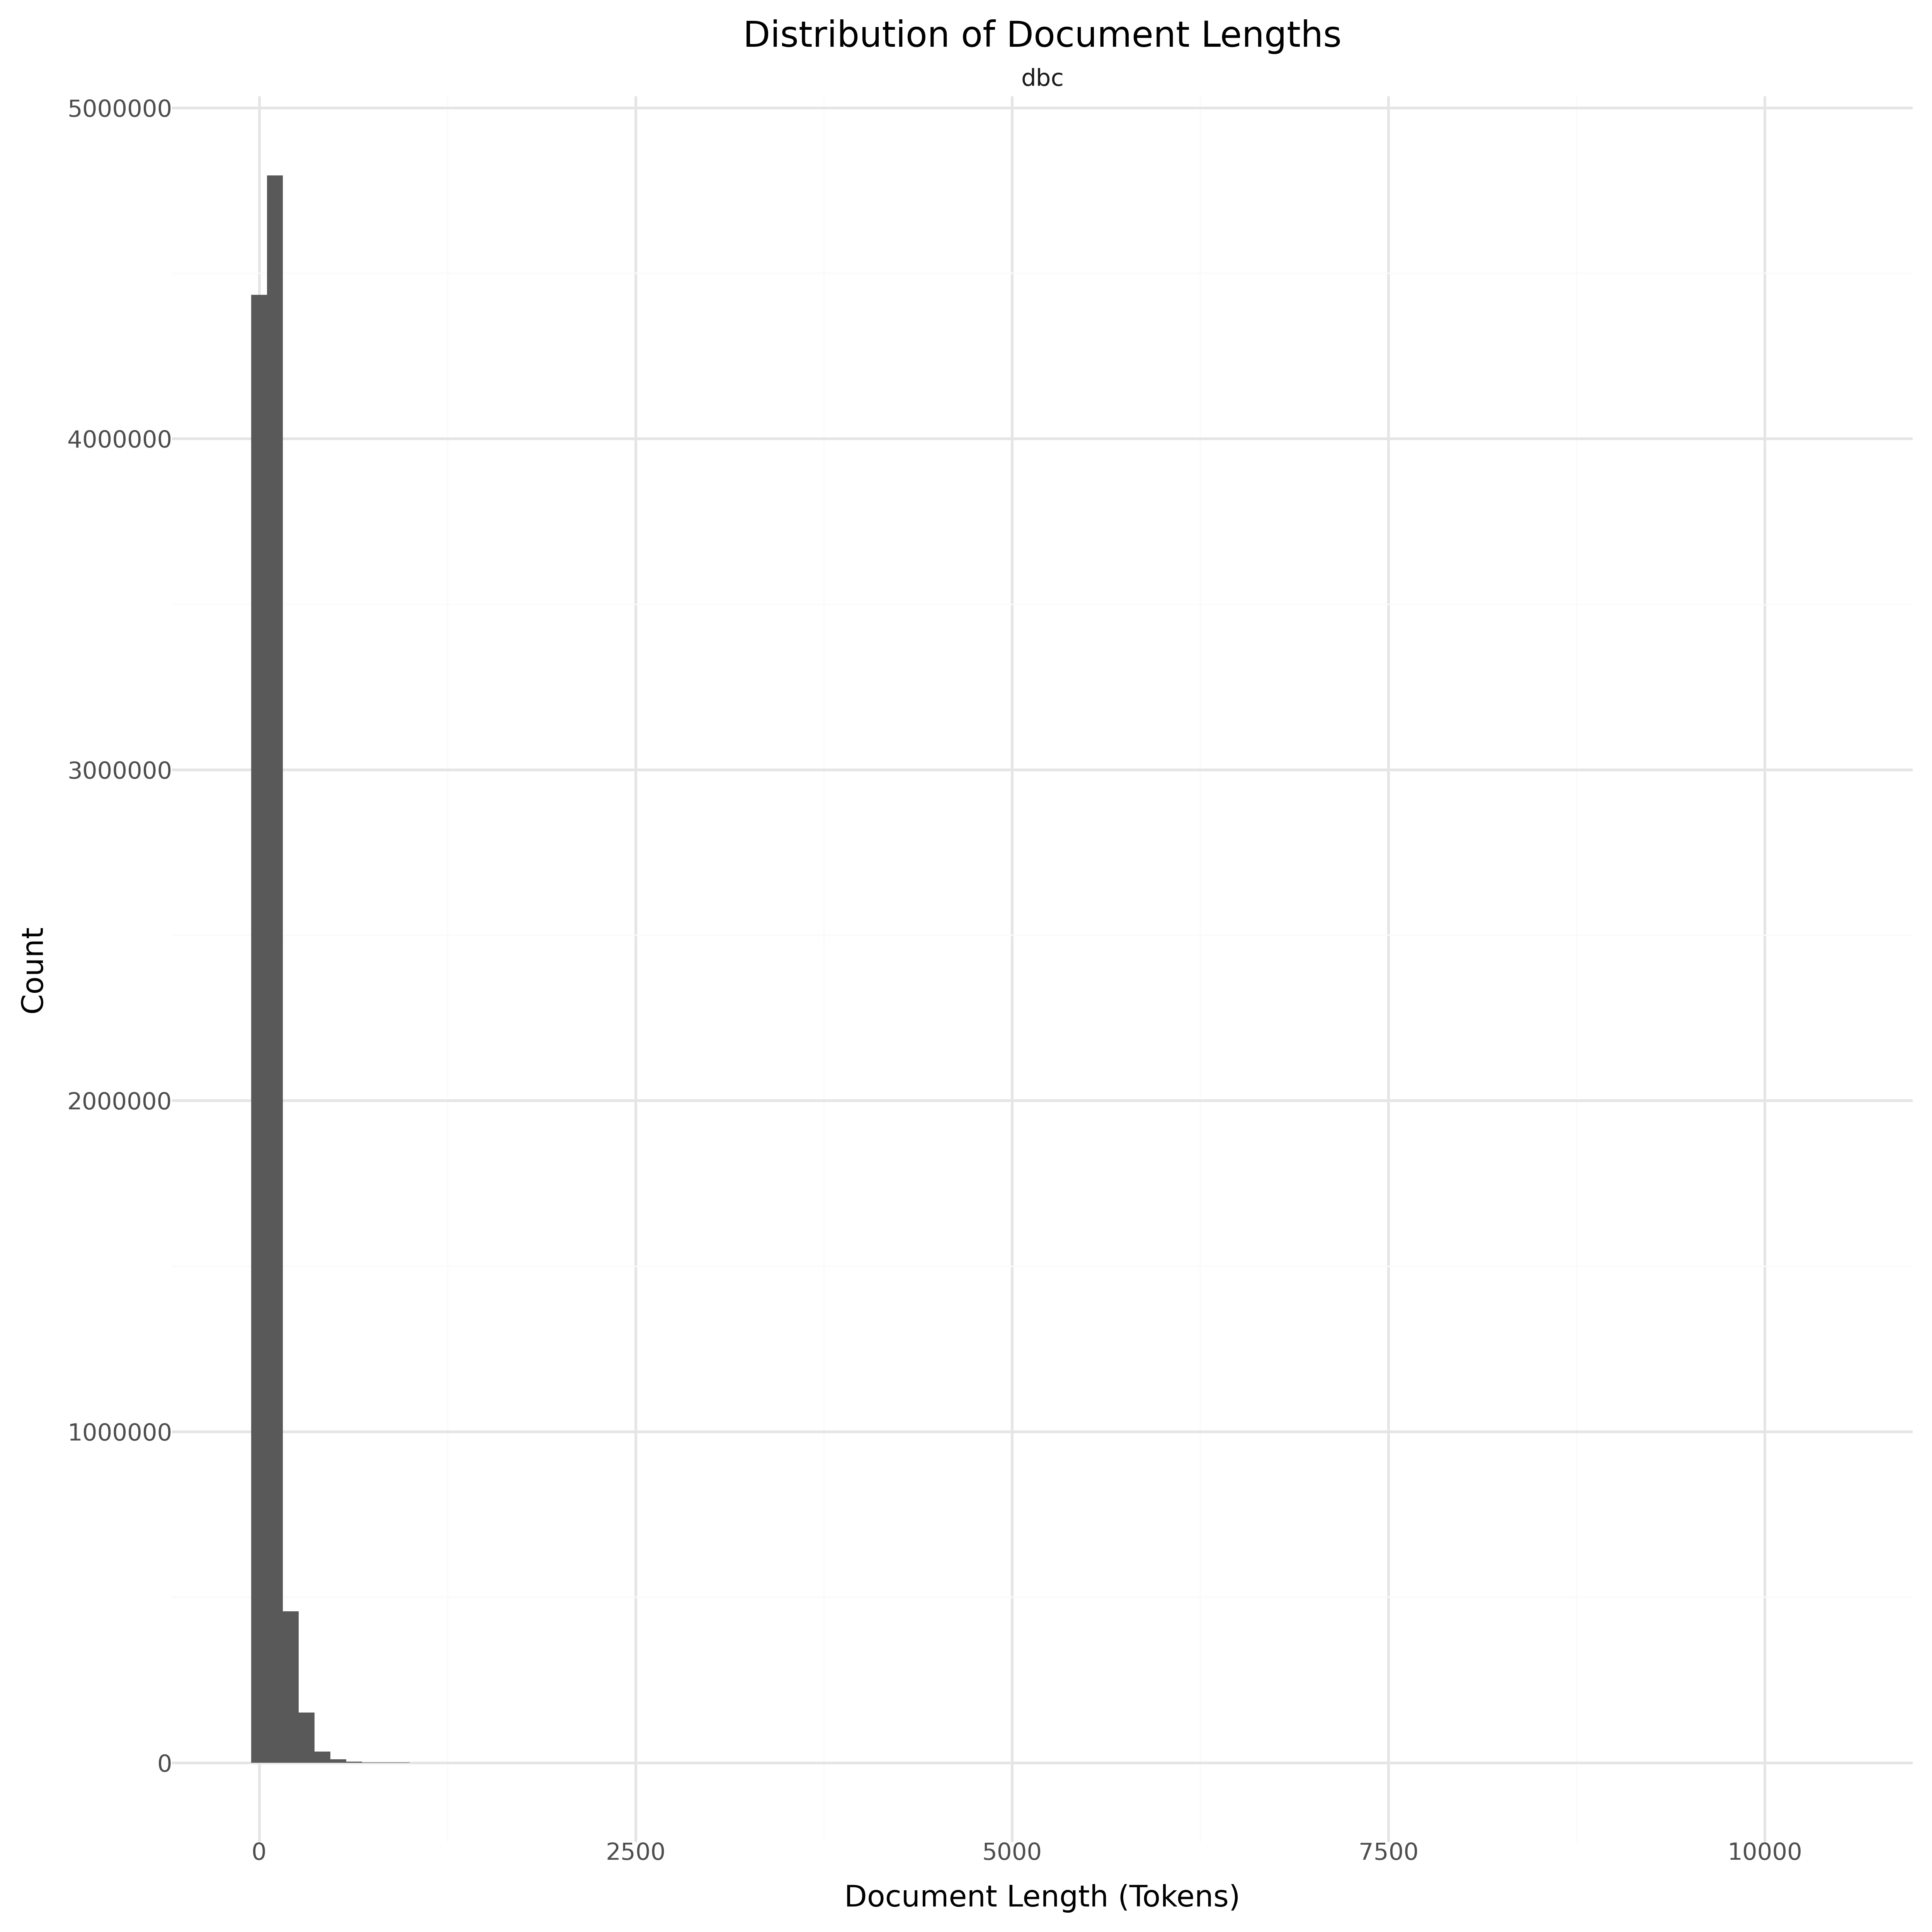 Distribution of Document Lengths
dbc
5000000
4000000
3000000
2000000
1000000
0
Count
0 2500 5000 7500 10000
Document Length (Tokens)